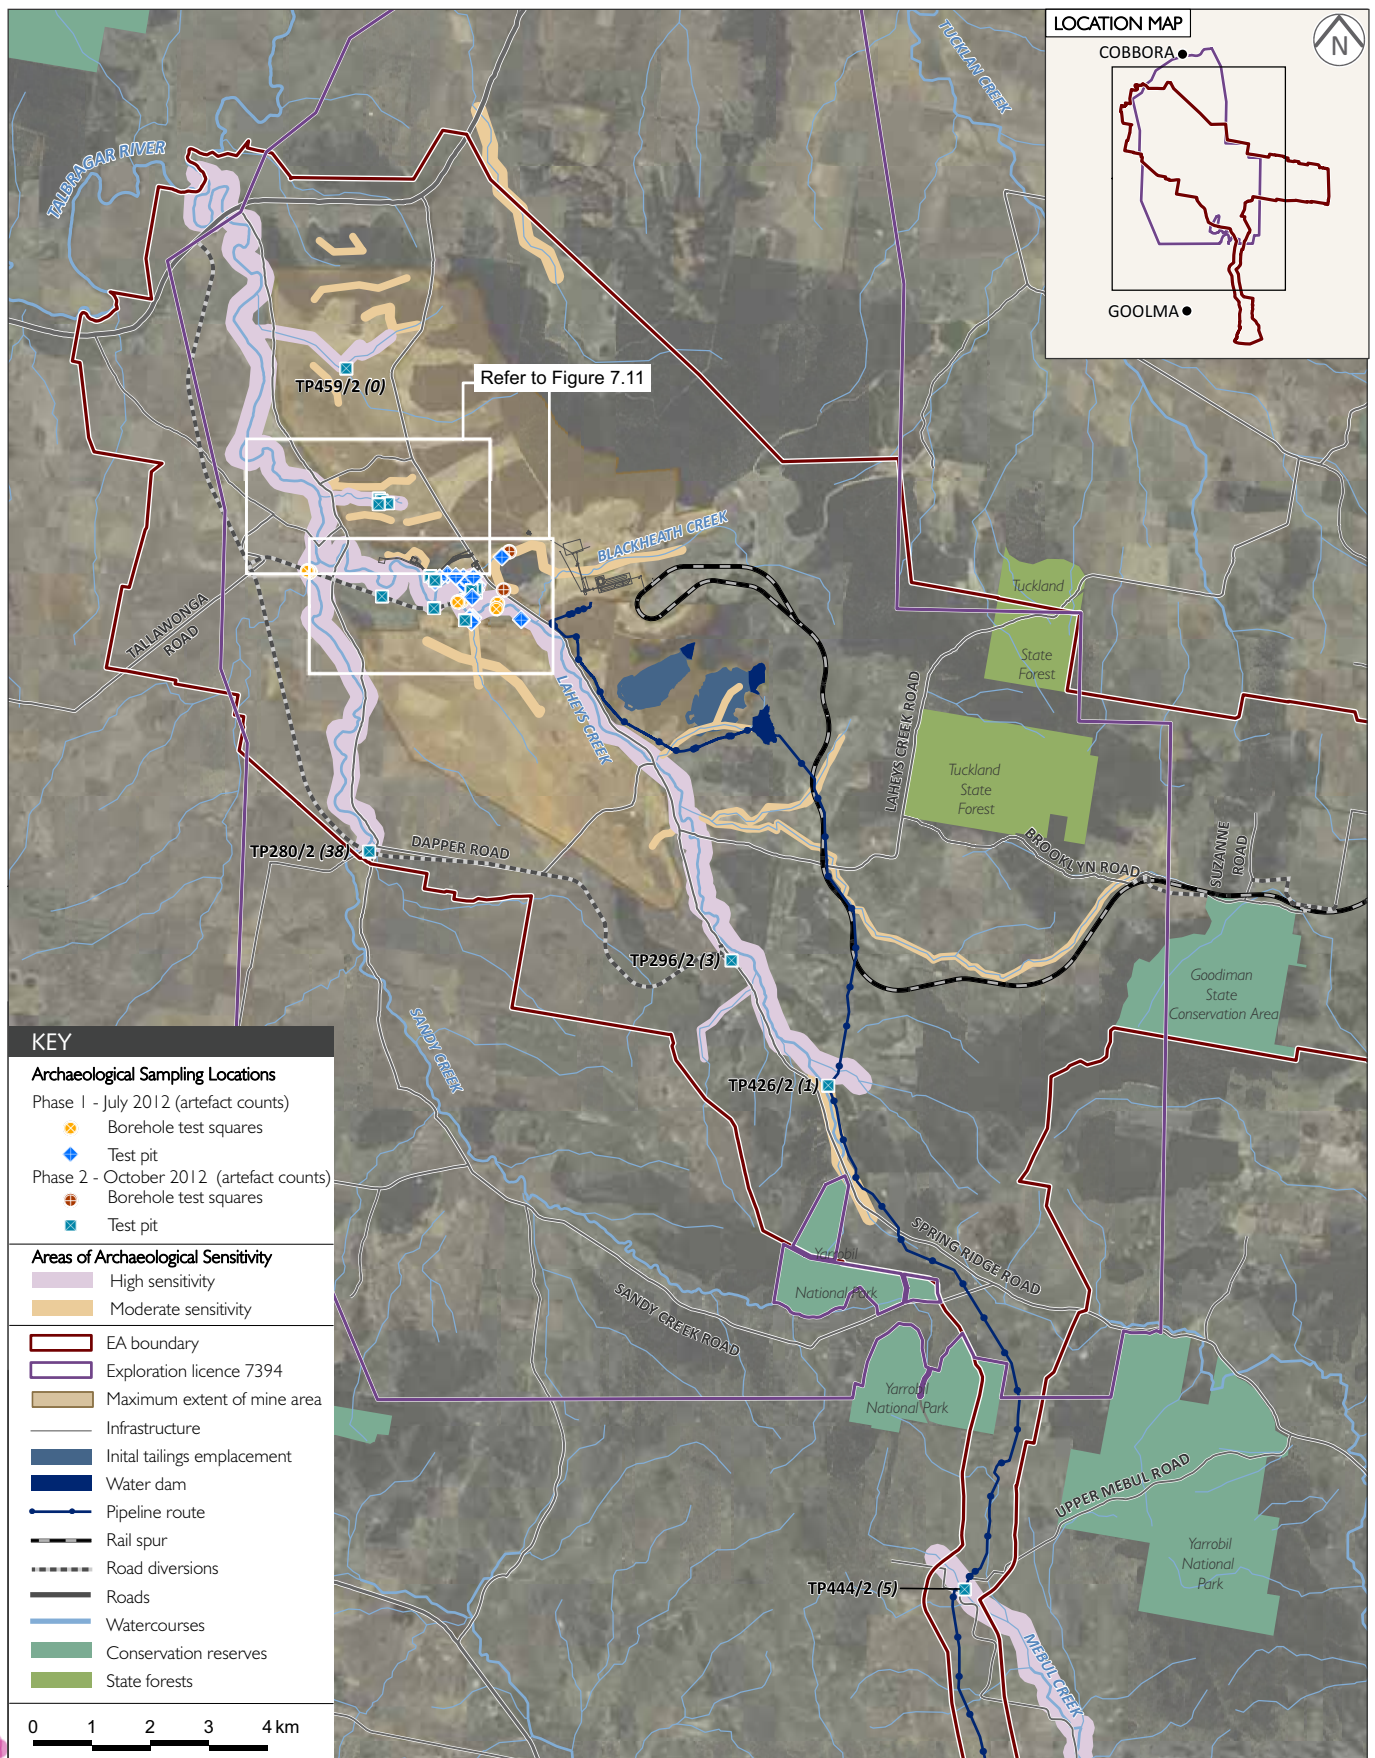 LOCATION MAP
N
COBBORA
GOOLMA
TUCKLAN CREEK
TALBRAGAR RIVER
TP459/2 (0)
Refer to Figure 7.11
BLACKHEATH CREEK
TALLAWONGA
ROAD
LAHEYS CREEK
Tuckland
State
Forest
LAHEYS CREEK ROAD
Tuckland
State
Forest
TP280/2 (38)
DAPPER ROAD
BROOKLYN ROAD
SUZANNE
ROAD
TP296/2 (3)
Goodiman
State
Conservation Area
SANDY CREEK
TP426/2 (1)
SPRING RIDGE ROAD
Yarrobil
National Park
SANDY CREEK ROAD
Yarrobil
National Park
UPPER MEBUL ROAD
Yarrobil
National
Park
TP444/2 (5)
MEBUL CREEK
KEY
Archaeological Sampling Locations
Phase 1 - July 2012 (artefact counts)
Borehole test squares
Test pit
Phase 2 - October 2012 (artefact counts)
Borehole test squares
Test pit
Areas of Archaeological Sensitivity
High sensitivity
Moderate sensitivity
EA boundary
Exploration licence 7394
Maximum extent of mine area
Infrastructure
Inital tailings emplacement
Water dam
Pipeline route
Rail spur
Road diversions
Roads
Watercourses
Conservation reserves
State forests
0 1 2 3 4 km